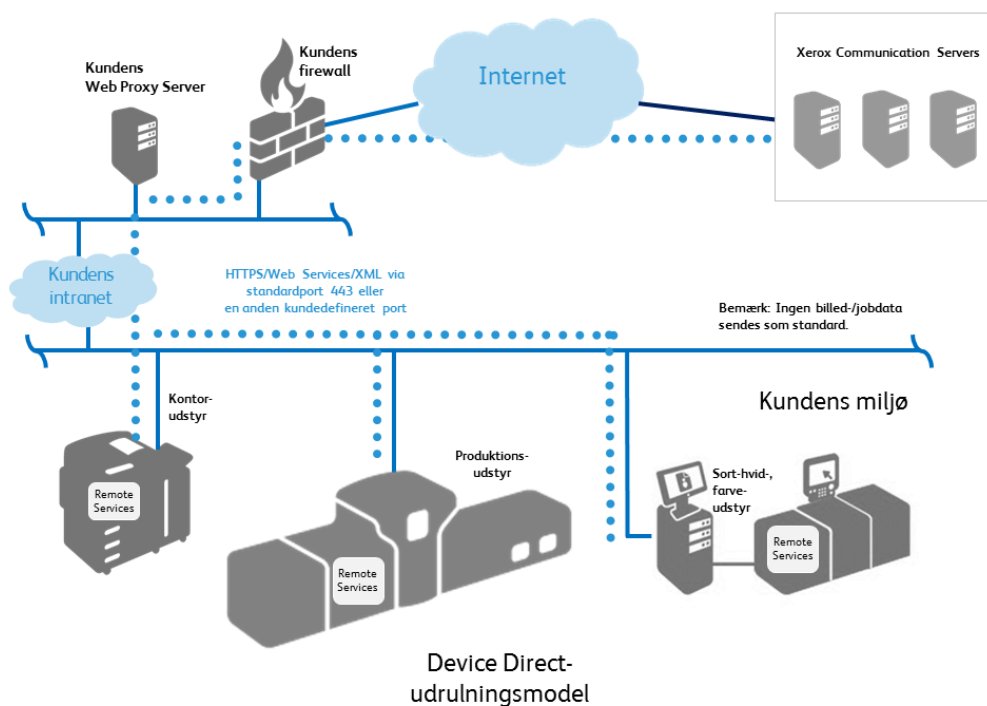 Kundens
Web Proxy Server
Kundens
firewall
Internet
Xerox Communication Servers
Kundens
intranet
HTTPS/Web Services/XML via
standardport 443 eller
en anden kundedefineret port
Bemærk: Ingen billed-/jobdata
sendes som standard.
Kontor-
udstyr
Kundens miljø
Produktions-
udstyr
Sort-hvid-,
farve-
udstyr
Remote
Services
Remote
Services
Remote
Services
Device Direct-
udrulningsmodel